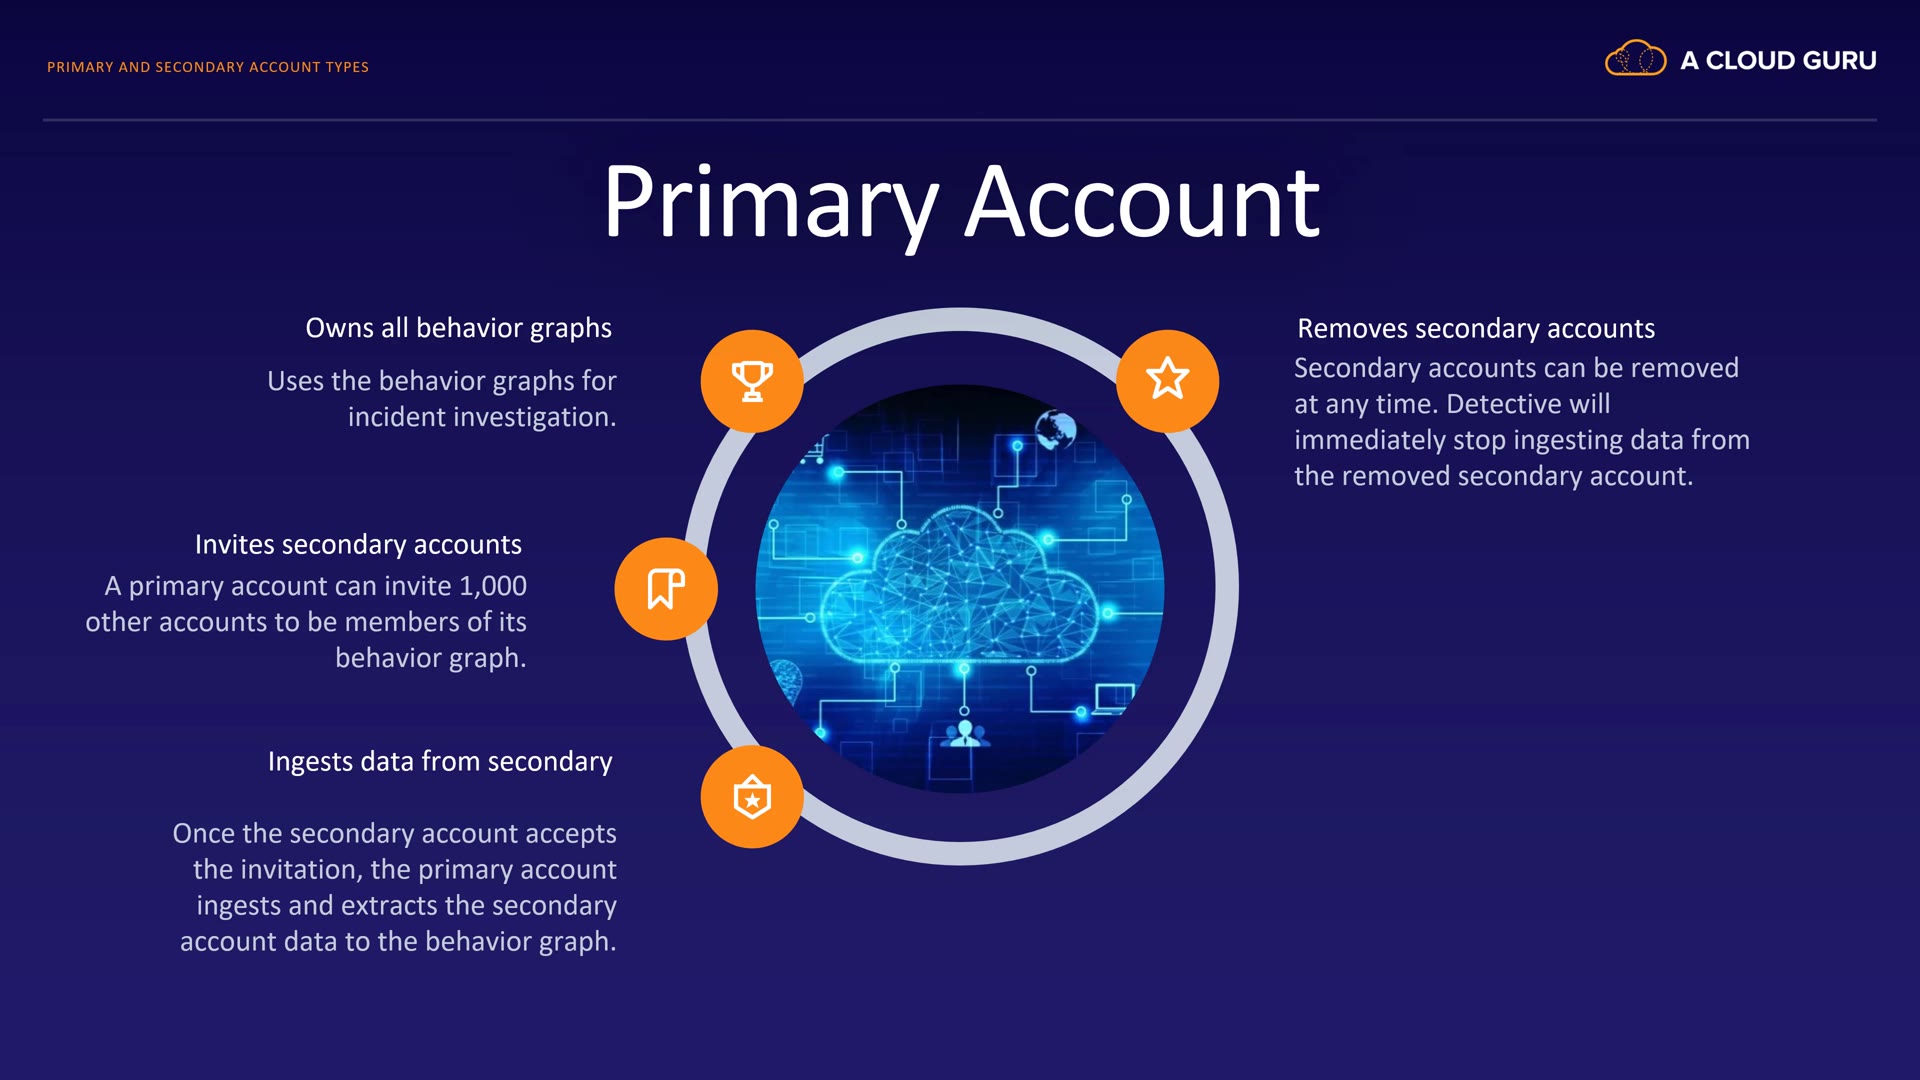 PRIMARY AND SECONDARY ACCOUNT TYPES
A CLOUD GURU
Primary Account
Owns all behavior graphs
Uses the behavior graphs for
incident investigation.
Invites secondary accounts
A primary account can invite 1,000
other accounts to be members of its
behavior graph.
Ingests data from secondary
Once the secondary account accepts
the invitation, the primary account
ingests and extracts the secondary
account data to the behavior graph.
Removes secondary accounts
Secondary accounts can be removed
at any time. Detective will
immediately stop ingesting data from
the removed secondary account.